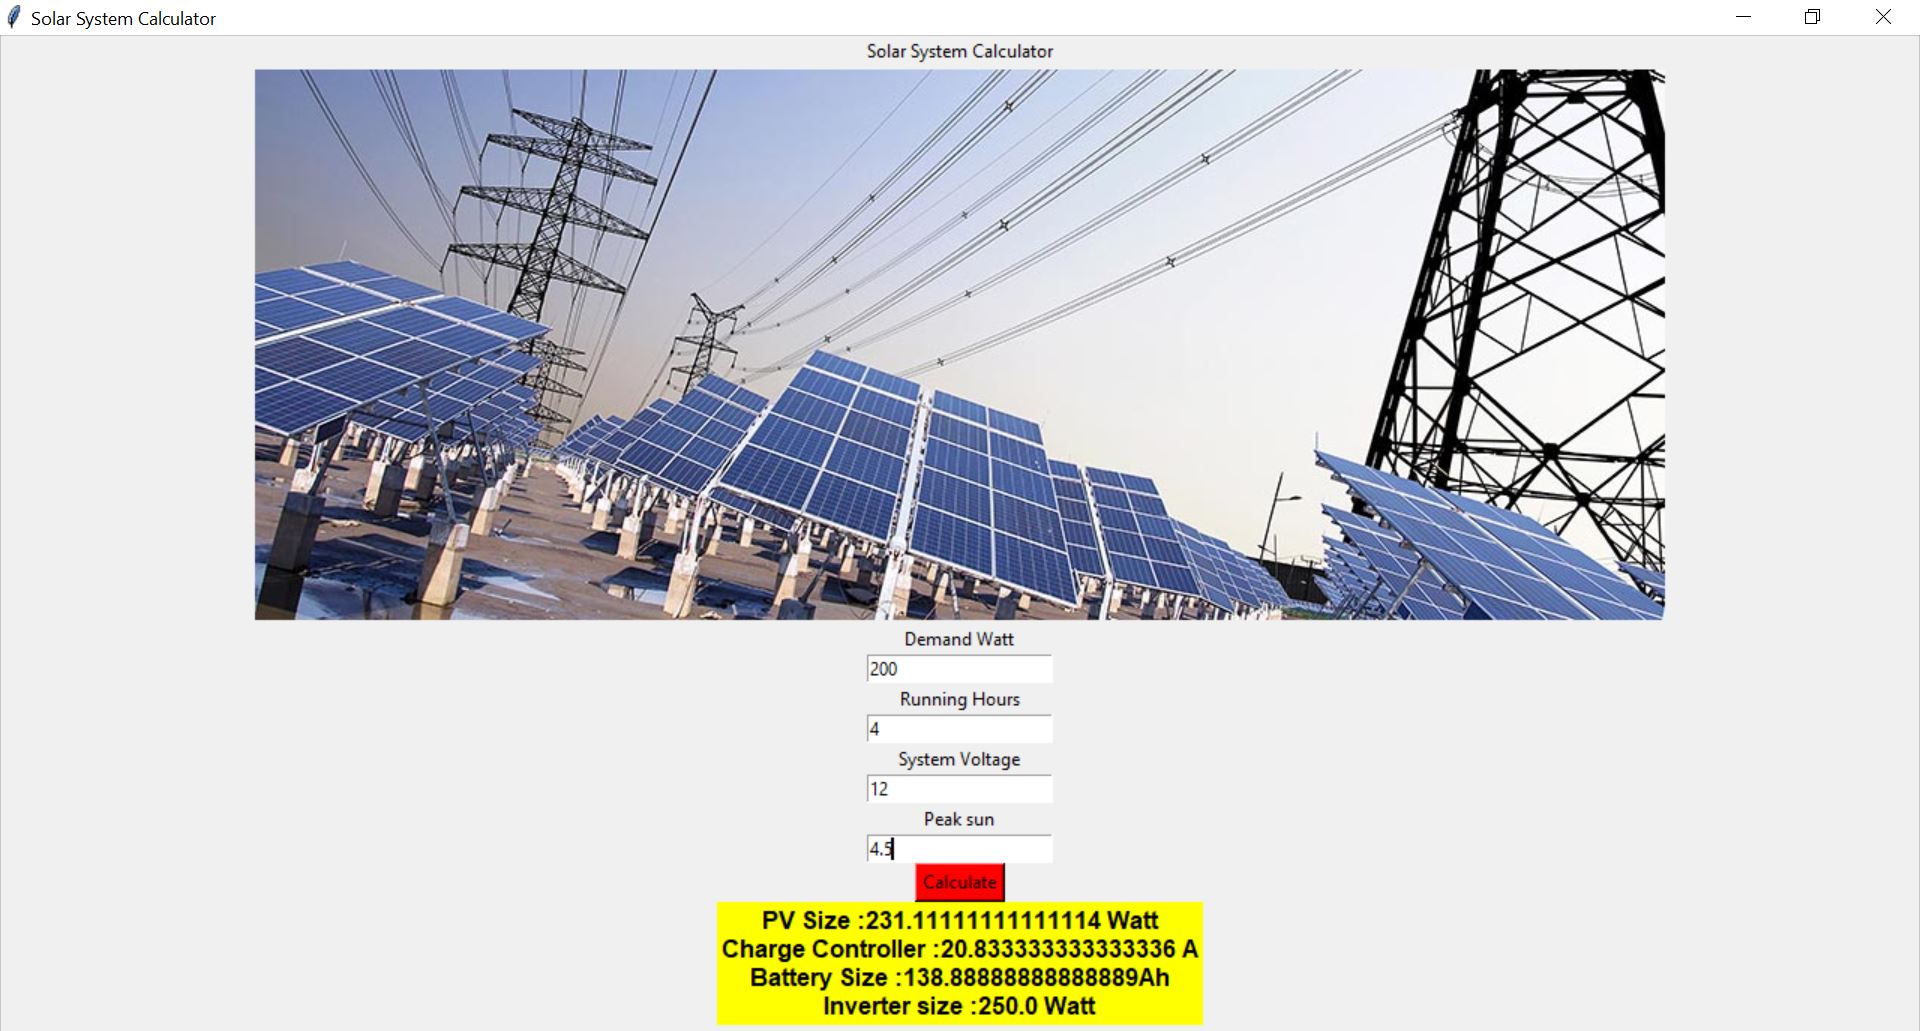 Solar System Calculator
Solar System Calculator
Demand Watt
200
Running Hours
4
System Voltage
12
Peak sun
4.5
Calculate
PV Size :231.11111111111114 Watt
Charge Controller :20.833333333333336 A
Battery Size :138.88888888888889Ah
Inverter size :250.0 Watt